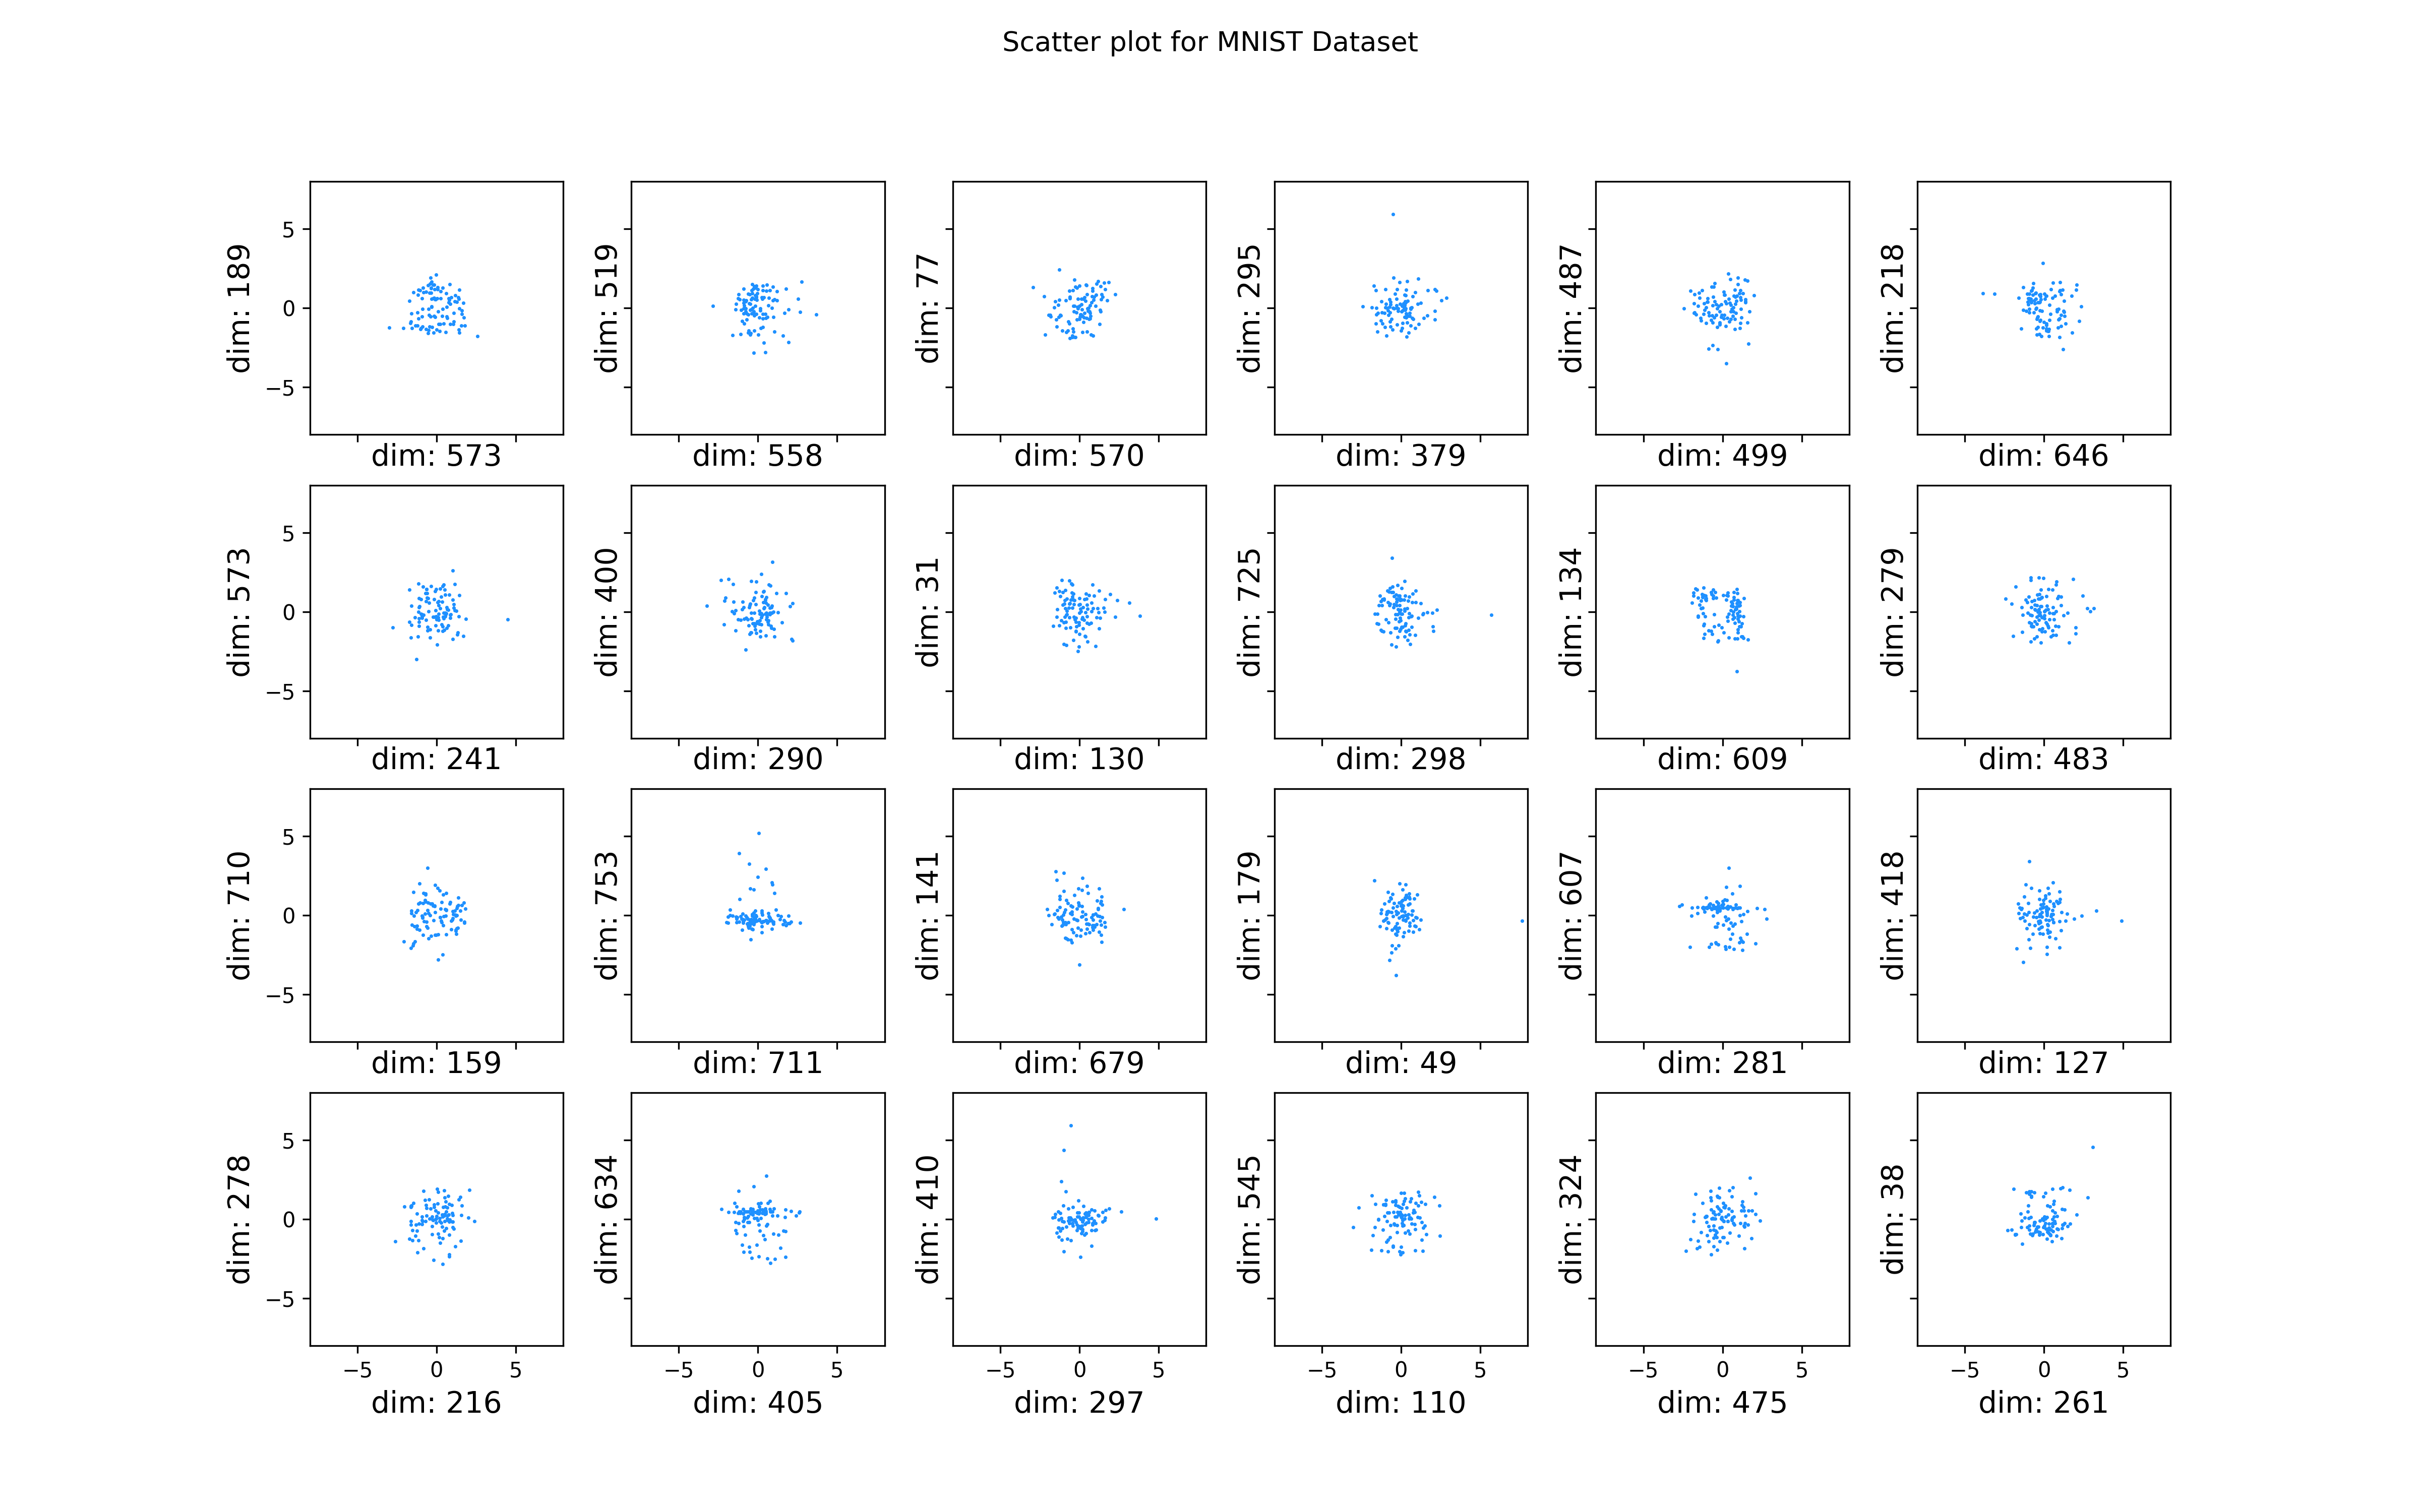 Scatter plot for MNIST Dataset
5
0
−5
dim: 189
dim: 519
dim: 77
dim: 295
dim: 487
dim: 218
dim: 573
dim: 558
dim: 570
dim: 379
dim: 499
dim: 646
5
0
−5
dim: 573
dim: 400
dim: 31
dim: 725
dim: 134
dim: 279
dim: 241
dim: 290
dim: 130
dim: 298
dim: 609
dim: 483
5
0
−5
dim: 710
dim: 753
dim: 141
dim: 179
dim: 607
dim: 418
dim: 159
dim: 711
dim: 679
dim: 49
dim: 281
dim: 127
5
0
−5
dim: 278
dim: 634
dim: 410
dim: 545
dim: 324
dim: 38
−5 0 5
−5 0 5
−5 0 5
−5 0 5
−5 0 5
−5 0 5
dim: 216
dim: 405
dim: 297
dim: 110
dim: 475
dim: 261